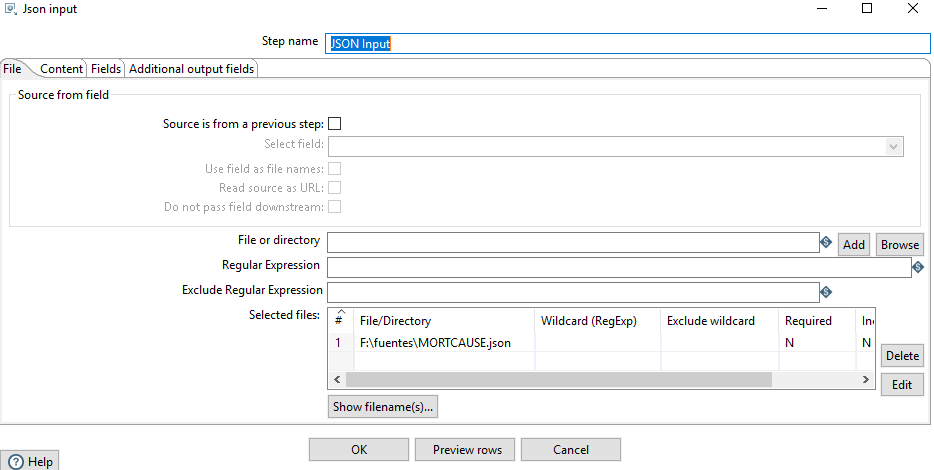 Json input
Step name JSON Input
File Content Fields Additional output fields
Source from field
Source is from a previous step:
Select field:
Use field as file names:
Read source as URL:
Do not pass field downstream:
File or directory Add Browse
Regular Expression
Exclude Regular Expression
Selected files: # File/Directory Wildcard (RegExp) Exclude wildcard Required
1 F:\fuentes\MORTCAUSE.json N N
Delete
Edit
Show filename(s)...
OK Preview rows Cancel
Help